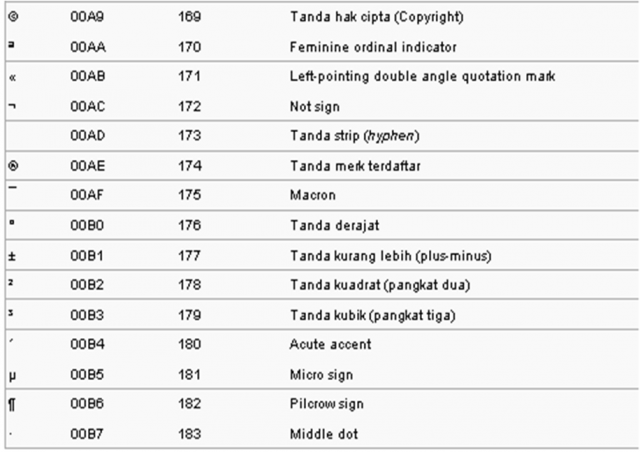 © 00A9 169 Tanda hak cipta (Copyright)
ª 00AA 170 Feminine ordinal indicator
« 00AB 171 Left-pointing double angle quotation mark
¬ 00AC 172 Not sign
00AD 173 Tanda strip (hyphen)
® 00AE 174 Tanda merk terdaftar
¯ 00AF 175 Macron
° 00B0 176 Tanda derajat
± 00B1 177 Tanda kurang lebih (plus-minus)
² 00B2 178 Tanda kuadrat (pangkat dua)
³ 00B3 179 Tanda kubik (pangkat tiga)
´ 00B4 180 Acute accent
µ 00B5 181 Micro sign
¶ 00B6 182 Pilcrow sign
· 00B7 183 Middle dot